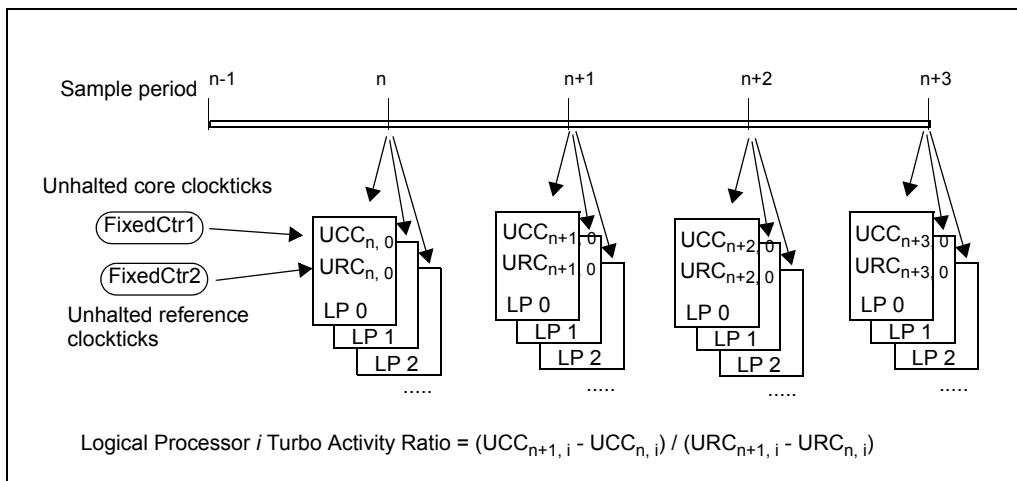 Sample period
n-1 n n+1 n+2 n+3
Unhalted core clockticks
FixedCtr1
FixedCtr2
Unhalted reference
clockticks
UCCn, 0
URCn, 0
LP 0
LP 1
LP 2
.....
UCCn+1, 0
URCn+1, 0
LP 0
LP 1
LP 2
.....
UCCn+2, 0
URCn+2, 0
LP 0
LP 1
LP 2
.....
UCCn+3, 0
URCn+3, 0
LP 0
LP 1
LP 2
.....
Logical Processor i Turbo Activity Ratio = (UCCn+1, i - UCCn, i) / (URCn+1, i - URCn, i)